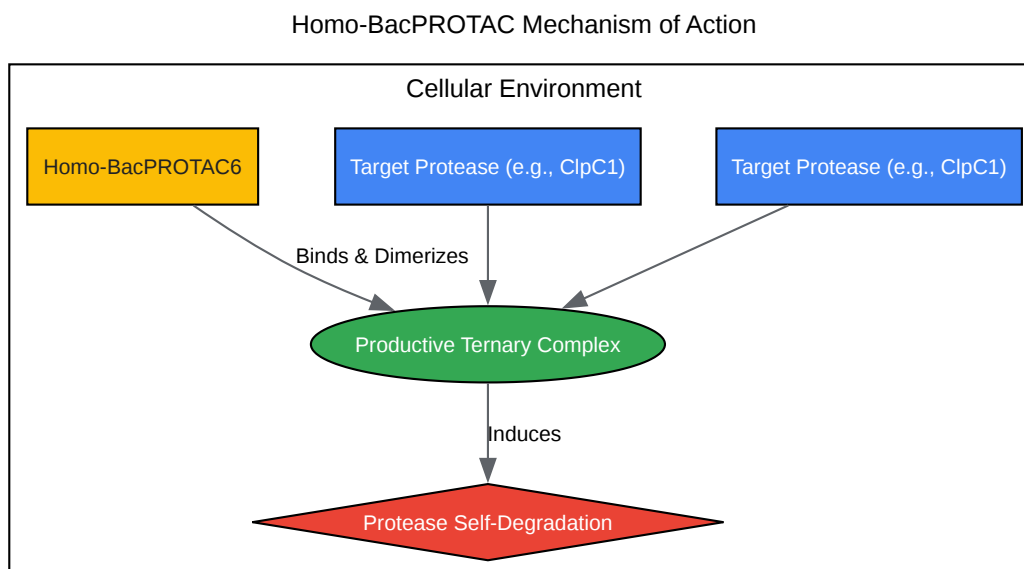 Homo-BacPROTAC Mechanism of Action
Cellular Environment
Homo-BacPROTAC6
Target Protease (e.g., ClpC1)
Target Protease (e.g., ClpC1)
Binds & Dimerizes
Productive Ternary Complex
Induces
Protease Self-Degradation